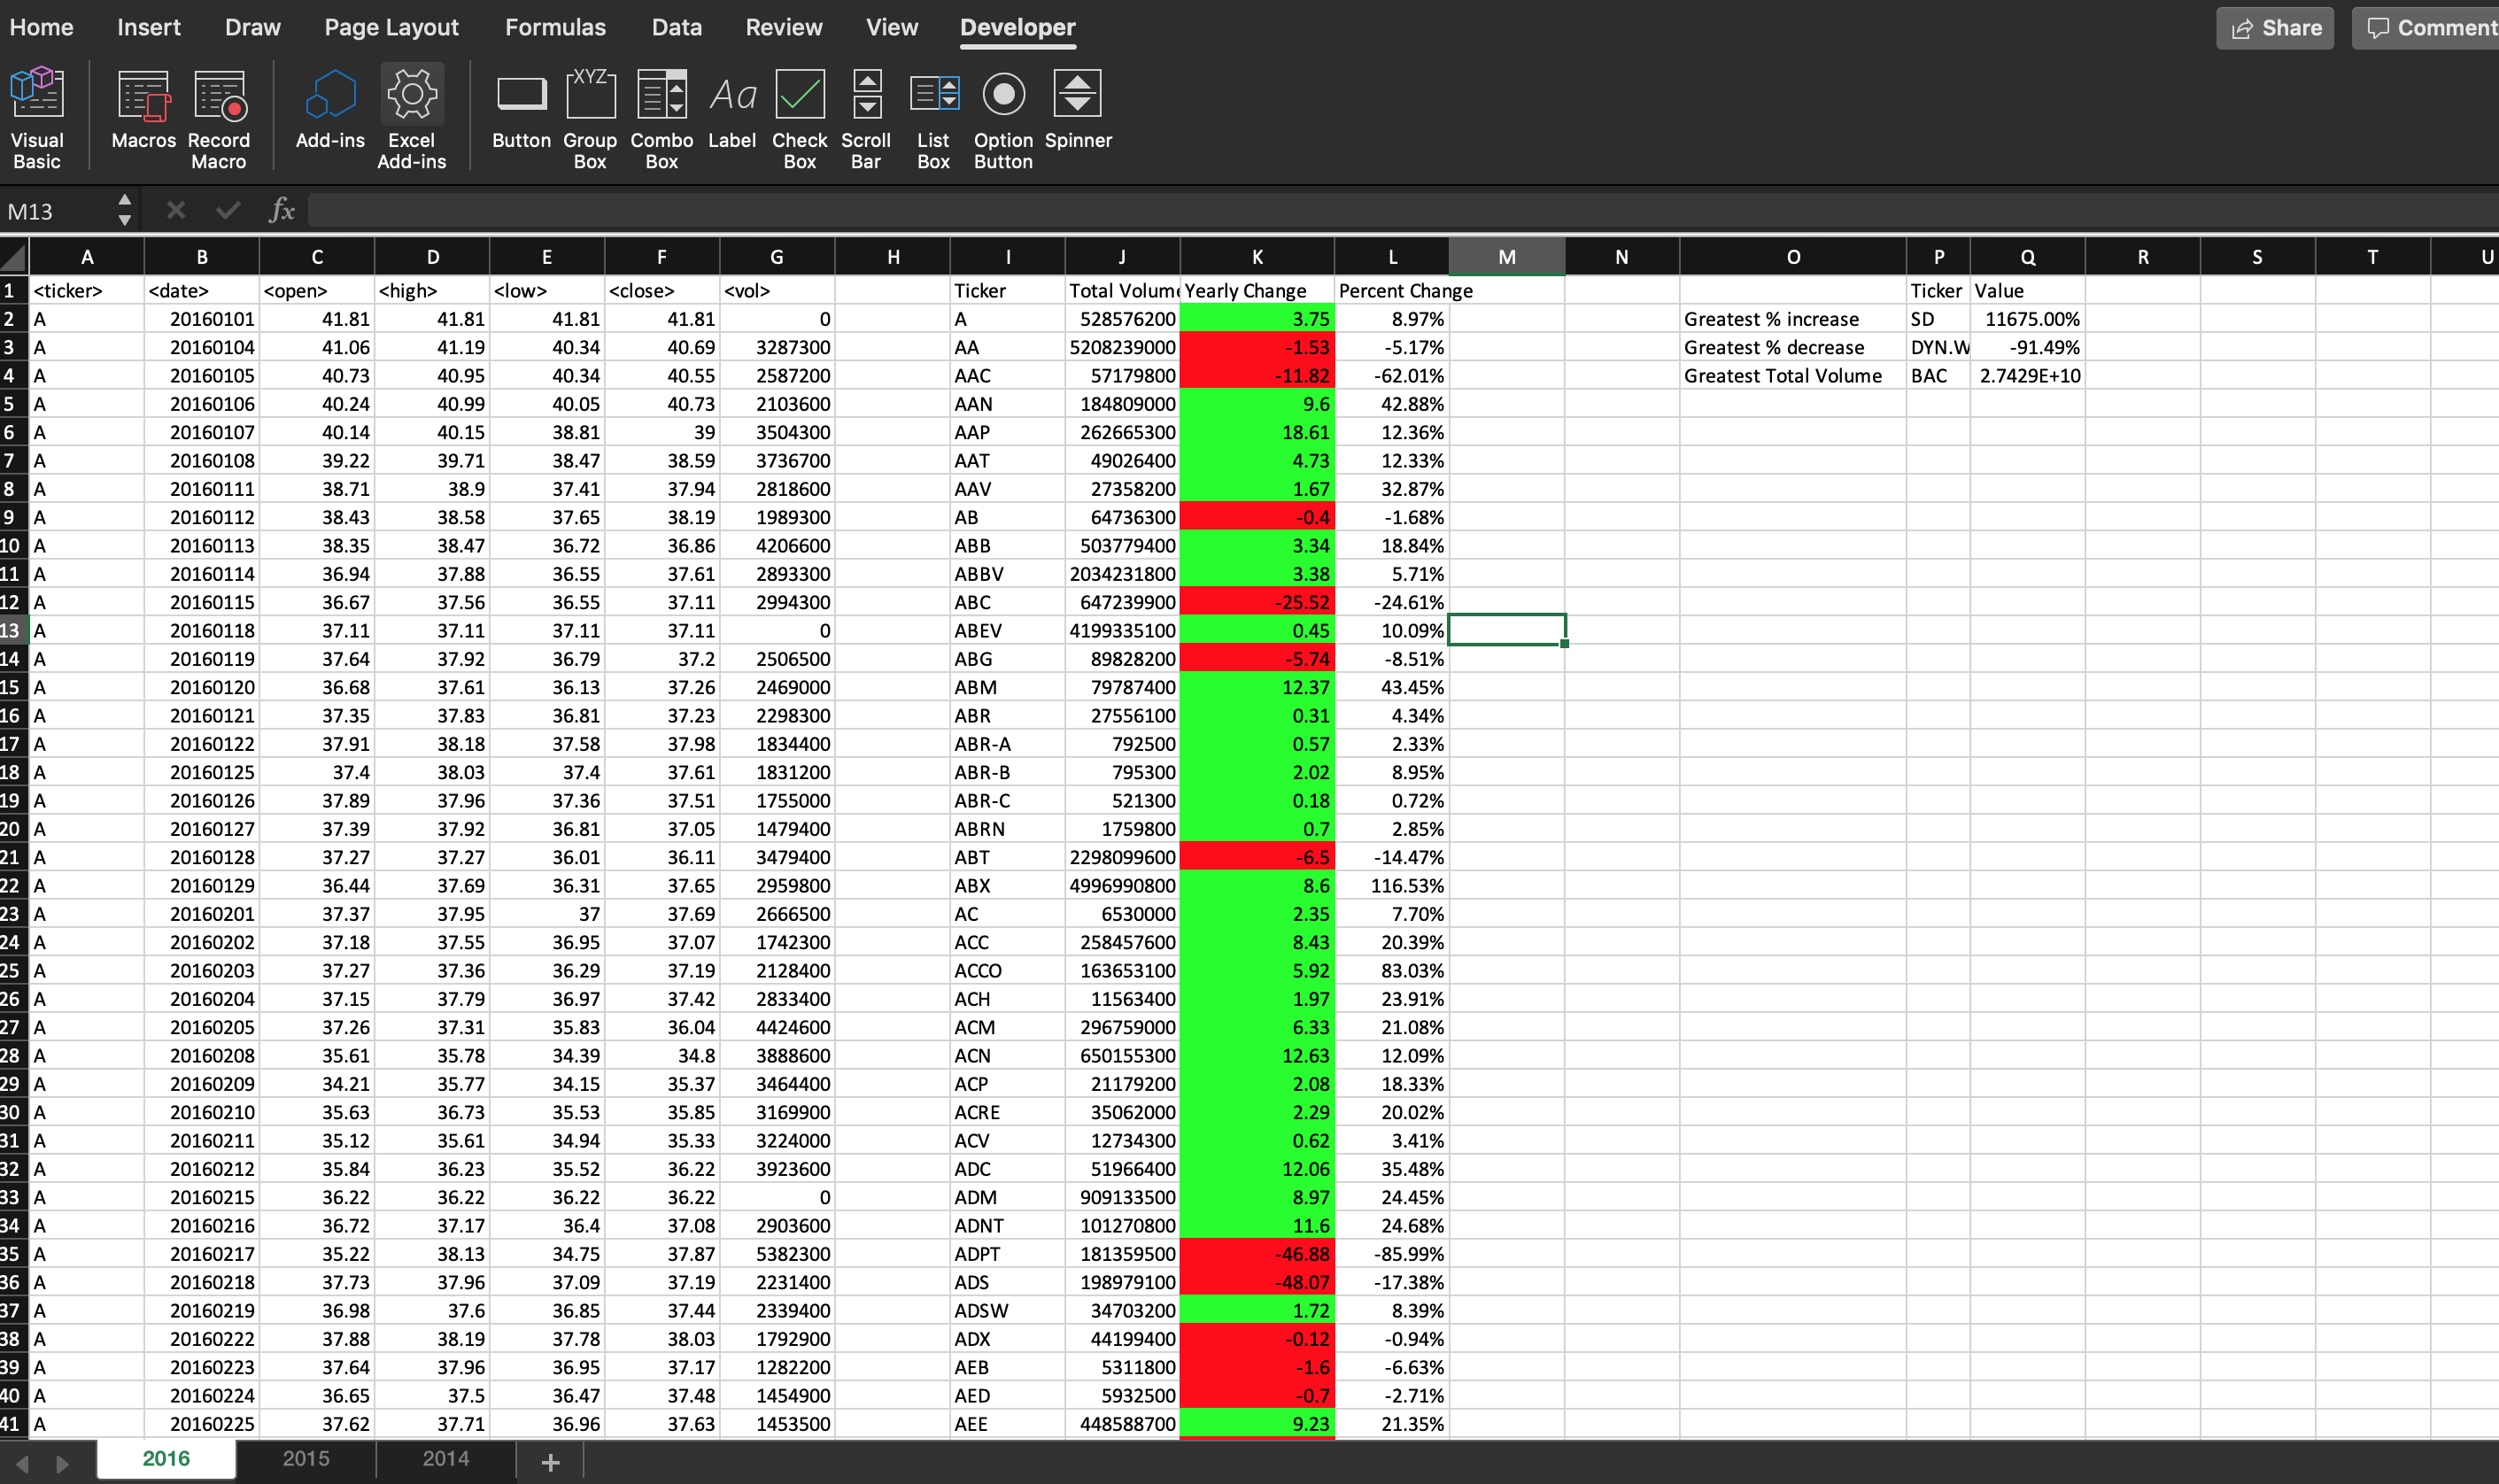 Home Insert Draw Page Layout Formulas Data Review View Developer Share Comment
Visual Basic Macros Record Macro Add-ins Excel Add-ins Button XYZ Group Box Combo Box Aa Label Check Box Scroll Bar List Box Option Button Spinner
M13 fx
A B C D E F G H I J K L M N O P Q R S T U
1 <ticker> <date> <open> <high> <low> <close> <vol> Ticker Total Volum Yearly Change Percent Change Ticker Value
2 A 20160101 41.81 41.81 41.81 41.81 0 A 528576200 3.75 8.97% Greatest % increase SD 11675.00%
3 A 20160104 41.06 41.19 40.34 40.69 3287300 AA 5208239000 -1.53 -5.17% Greatest % decrease DYN.W -91.49%
4 A 20160105 40.73 40.95 40.34 40.55 2587200 AAC 57179800 -11.82 -62.01% Greatest Total Volume BAC 2.7429E+10
5 A 20160106 40.24 40.99 40.05 40.73 2103600 AAN 184809000 9.6 42.88%
6 A 20160107 40.14 40.15 38.81 39 3504300 AAP 262665300 18.61 12.36%
7 A 20160108 39.22 39.71 38.47 38.59 3736700 AAT 49026400 4.73 12.33%
8 A 20160111 38.71 38.9 37.41 37.94 2818600 AAV 27358200 1.67 32.87%
9 A 20160112 38.43 38.58 37.65 38.19 1989300 AB 64736300 -0.4 -1.68%
10 A 20160113 38.35 38.47 36.72 36.86 4206600 ABB 503779400 3.34 18.84%
11 A 20160114 36.94 37.88 36.55 37.61 2893300 ABBV 2034231800 3.38 5.71%
12 A 20160115 36.67 37.56 36.55 37.11 2994300 ABC 647239900 -25.52 -24.61%
13 A 20160118 37.11 37.11 37.11 37.11 0 ABEV 4199335100 0.45 10.09%
14 A 20160119 37.64 37.92 36.79 37.2 2506500 ABG 89828200 -5.74 -8.51%
15 A 20160120 36.68 37.61 36.13 37.26 2469000 ABM 79787400 12.37 43.45%
16 A 20160121 37.35 37.83 36.81 37.23 2298300 ABR 27556100 0.31 4.34%
17 A 20160122 37.91 38.18 37.58 37.98 1834400 ABR-A 792500 0.57 2.33%
18 A 20160125 37.4 38.03 37.4 37.61 1831200 ABR-B 795300 2.02 8.95%
19 A 20160126 37.89 37.96 37.36 37.51 1755000 ABR-C 521300 0.18 0.72%
20 A 20160127 37.39 37.92 36.81 37.05 1479400 ABRN 1759800 0.7 2.85%
21 A 20160128 37.27 37.27 36.01 36.11 3479400 ABT 2298099600 -6.5 -14.47%
22 A 20160129 36.44 37.69 36.31 37.65 2959800 ABX 4996990800 8.6 116.53%
23 A 20160201 37.37 37.95 37 37.69 2666500 AC 6530000 2.35 7.70%
24 A 20160202 37.18 37.55 36.95 37.07 1742300 ACC 258457600 8.43 20.39%
25 A 20160203 37.27 37.36 36.29 37.19 2128400 ACCO 163653100 5.92 83.03%
26 A 20160204 37.15 37.79 36.97 37.42 2833400 ACH 11563400 1.97 23.91%
27 A 20160205 37.26 37.31 35.83 36.04 4424600 ACM 296759000 6.33 21.08%
28 A 20160208 35.61 35.78 34.39 34.8 3888600 ACN 650155300 12.63 12.09%
29 A 20160209 34.21 35.77 34.15 35.37 3464400 ACP 21179200 2.08 18.33%
30 A 20160210 35.63 36.73 35.53 35.85 3169900 ACRE 35062000 2.29 20.02%
31 A 20160211 35.12 35.61 34.94 35.33 3224000 ACV 12734300 0.62 3.41%
32 A 20160212 35.84 36.23 35.52 36.22 3923600 ADC 51966400 12.06 35.48%
33 A 20160215 36.22 36.22 36.22 36.22 0 ADM 909133500 8.97 24.45%
34 A 20160216 36.72 37.17 36.4 37.08 2903600 ADNT 101270800 11.6 24.68%
35 A 20160217 35.22 38.13 34.75 37.87 5382300 ADPT 181359500 -46.88 -85.99%
36 A 20160218 37.73 37.96 37.09 37.19 2231400 ADS 198979100 -48.07 -17.38%
37 A 20160219 36.98 37.6 36.85 37.44 2339400 ADSW 34703200 1.72 8.39%
38 A 20160222 37.88 38.19 37.78 38.03 1792900 ADX 44199400 -0.12 -0.94%
39 A 20160223 37.64 37.96 36.95 37.17 1282200 AEB 5311800 -1.6 -6.63%
40 A 20160224 36.65 37.5 36.47 37.48 1454900 AED 5932500 -0.7 -2.71%
41 A 20160225 37.62 37.71 36.96 37.63 1453500 AEE 448588700 9.23 21.35%
2016 2015 2014 +